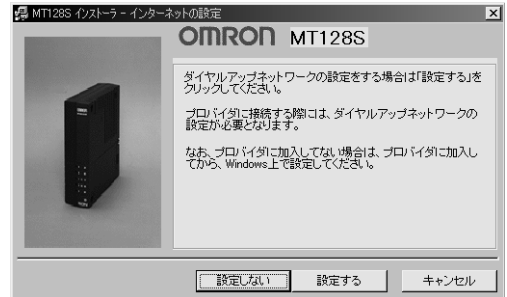 MT128S インストーラ - インターネットの設定
OMRON MT128S
ダイヤルアップネットワークの設定をする場合は「設定する」を
クリックしてください。
プロバイダに接続する際には、ダイヤルアップネットワークの
設定が必要となります。
なお、プロバイダに加入してない場合は、プロバイダに加入し
てから、Windows上で設定してください。
設定しない 設定する キャンセル